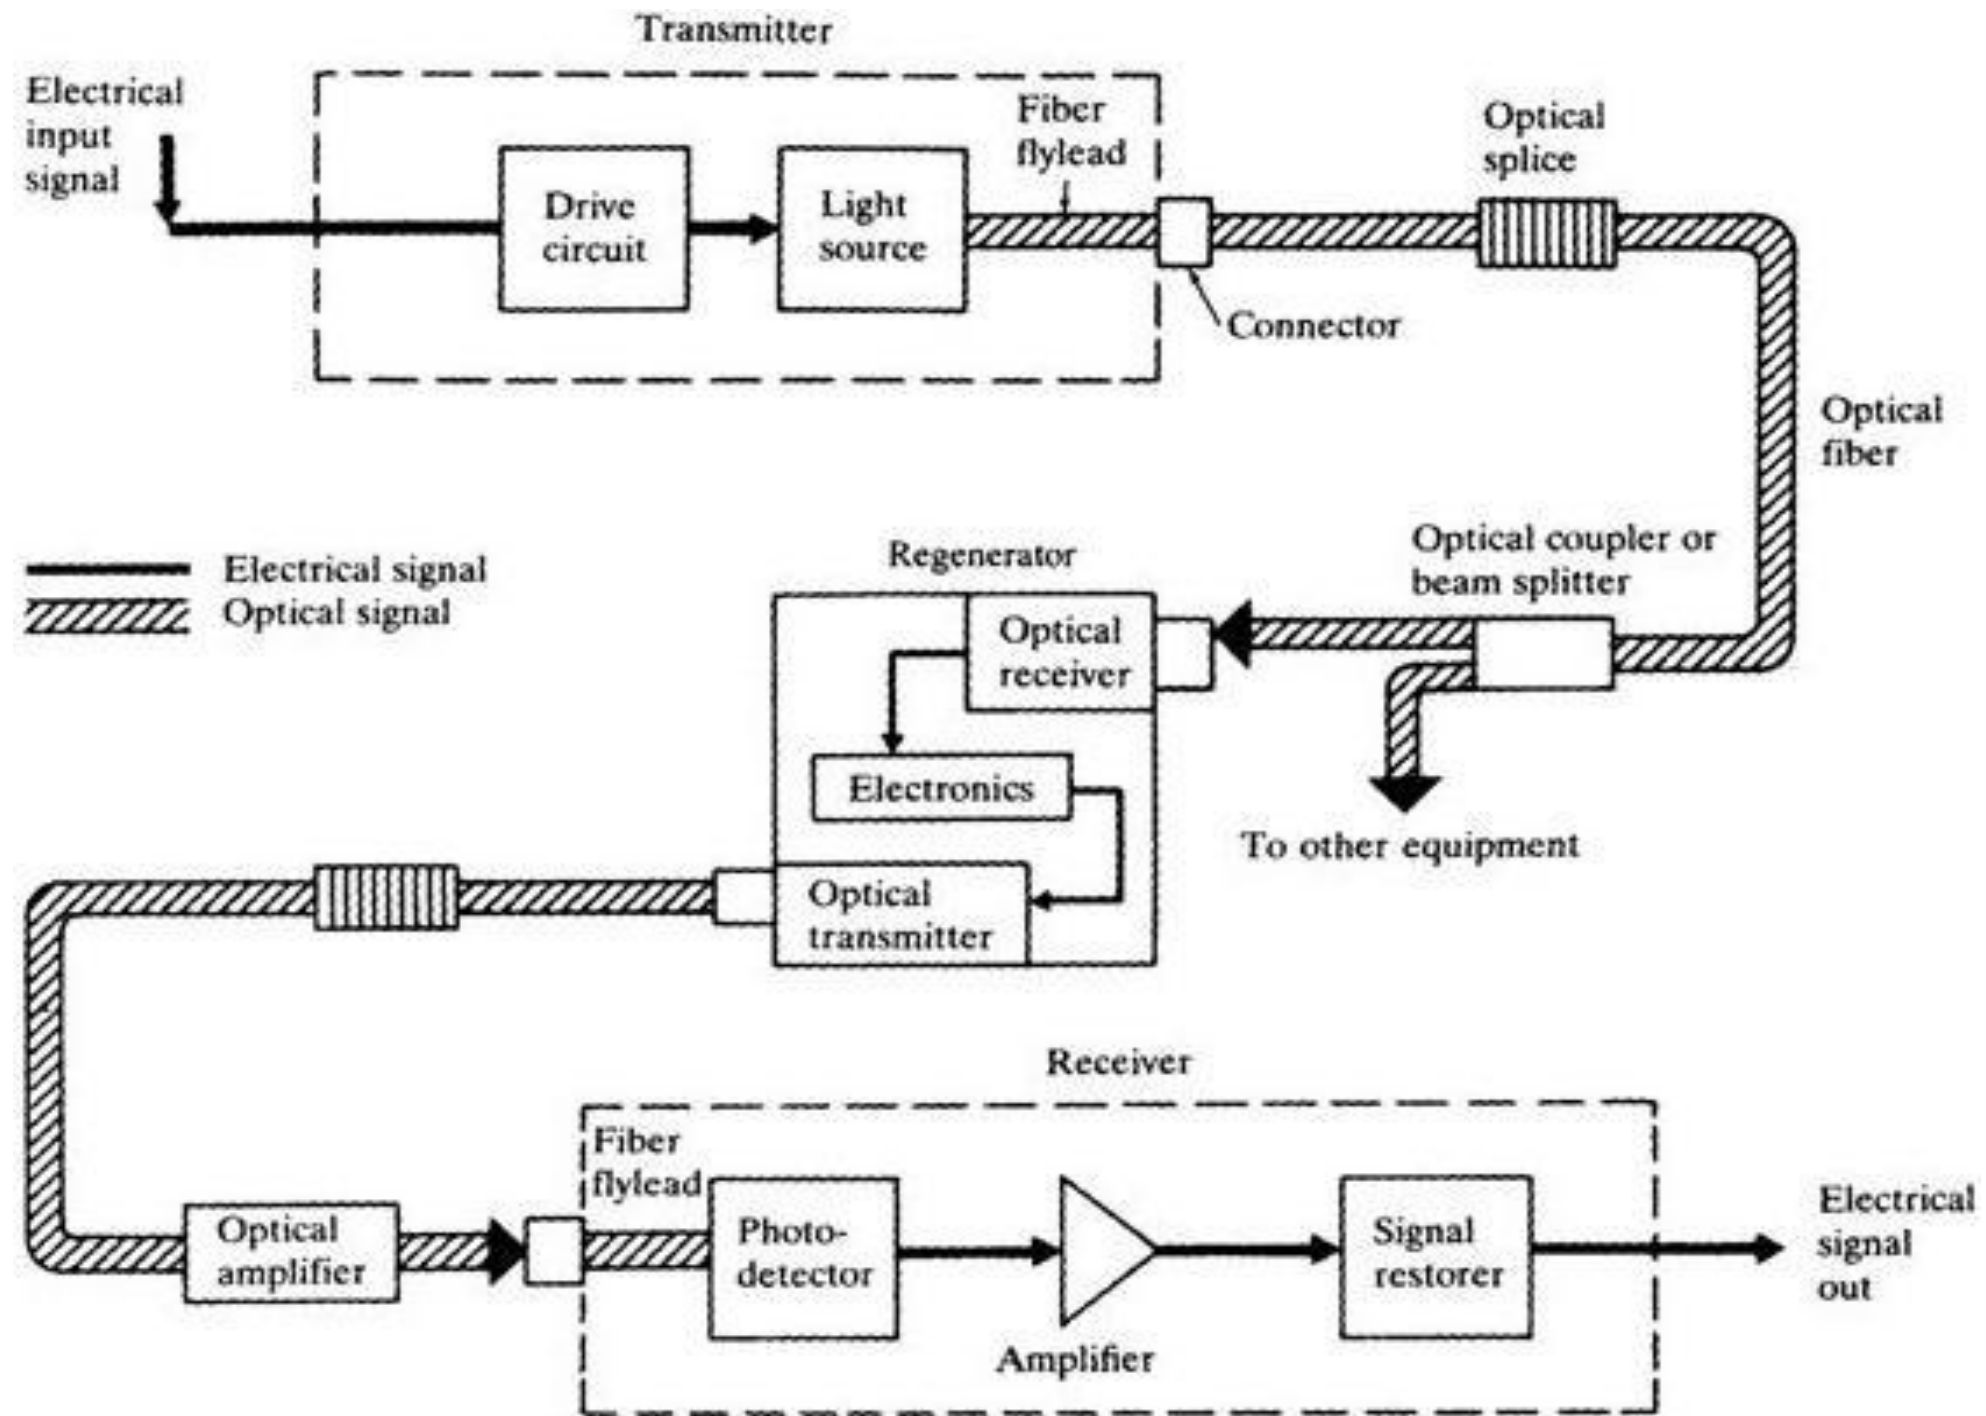 Transmitter
Electrical
input
signal
Drive
circuit
Light
source
Fiber
flylead
Optical
splice
Connector
Optical
fiber
Electrical signal
Optical signal
Regenerator
Optical
receiver
Electronics
Optical
transmitter
Optical coupler or
beam splitter
To other equipment
Receiver
Optical
amplifier
Fiber
flylead
Photo-
detector
Amplifier
Signal
restorer
Electrical
signal
out